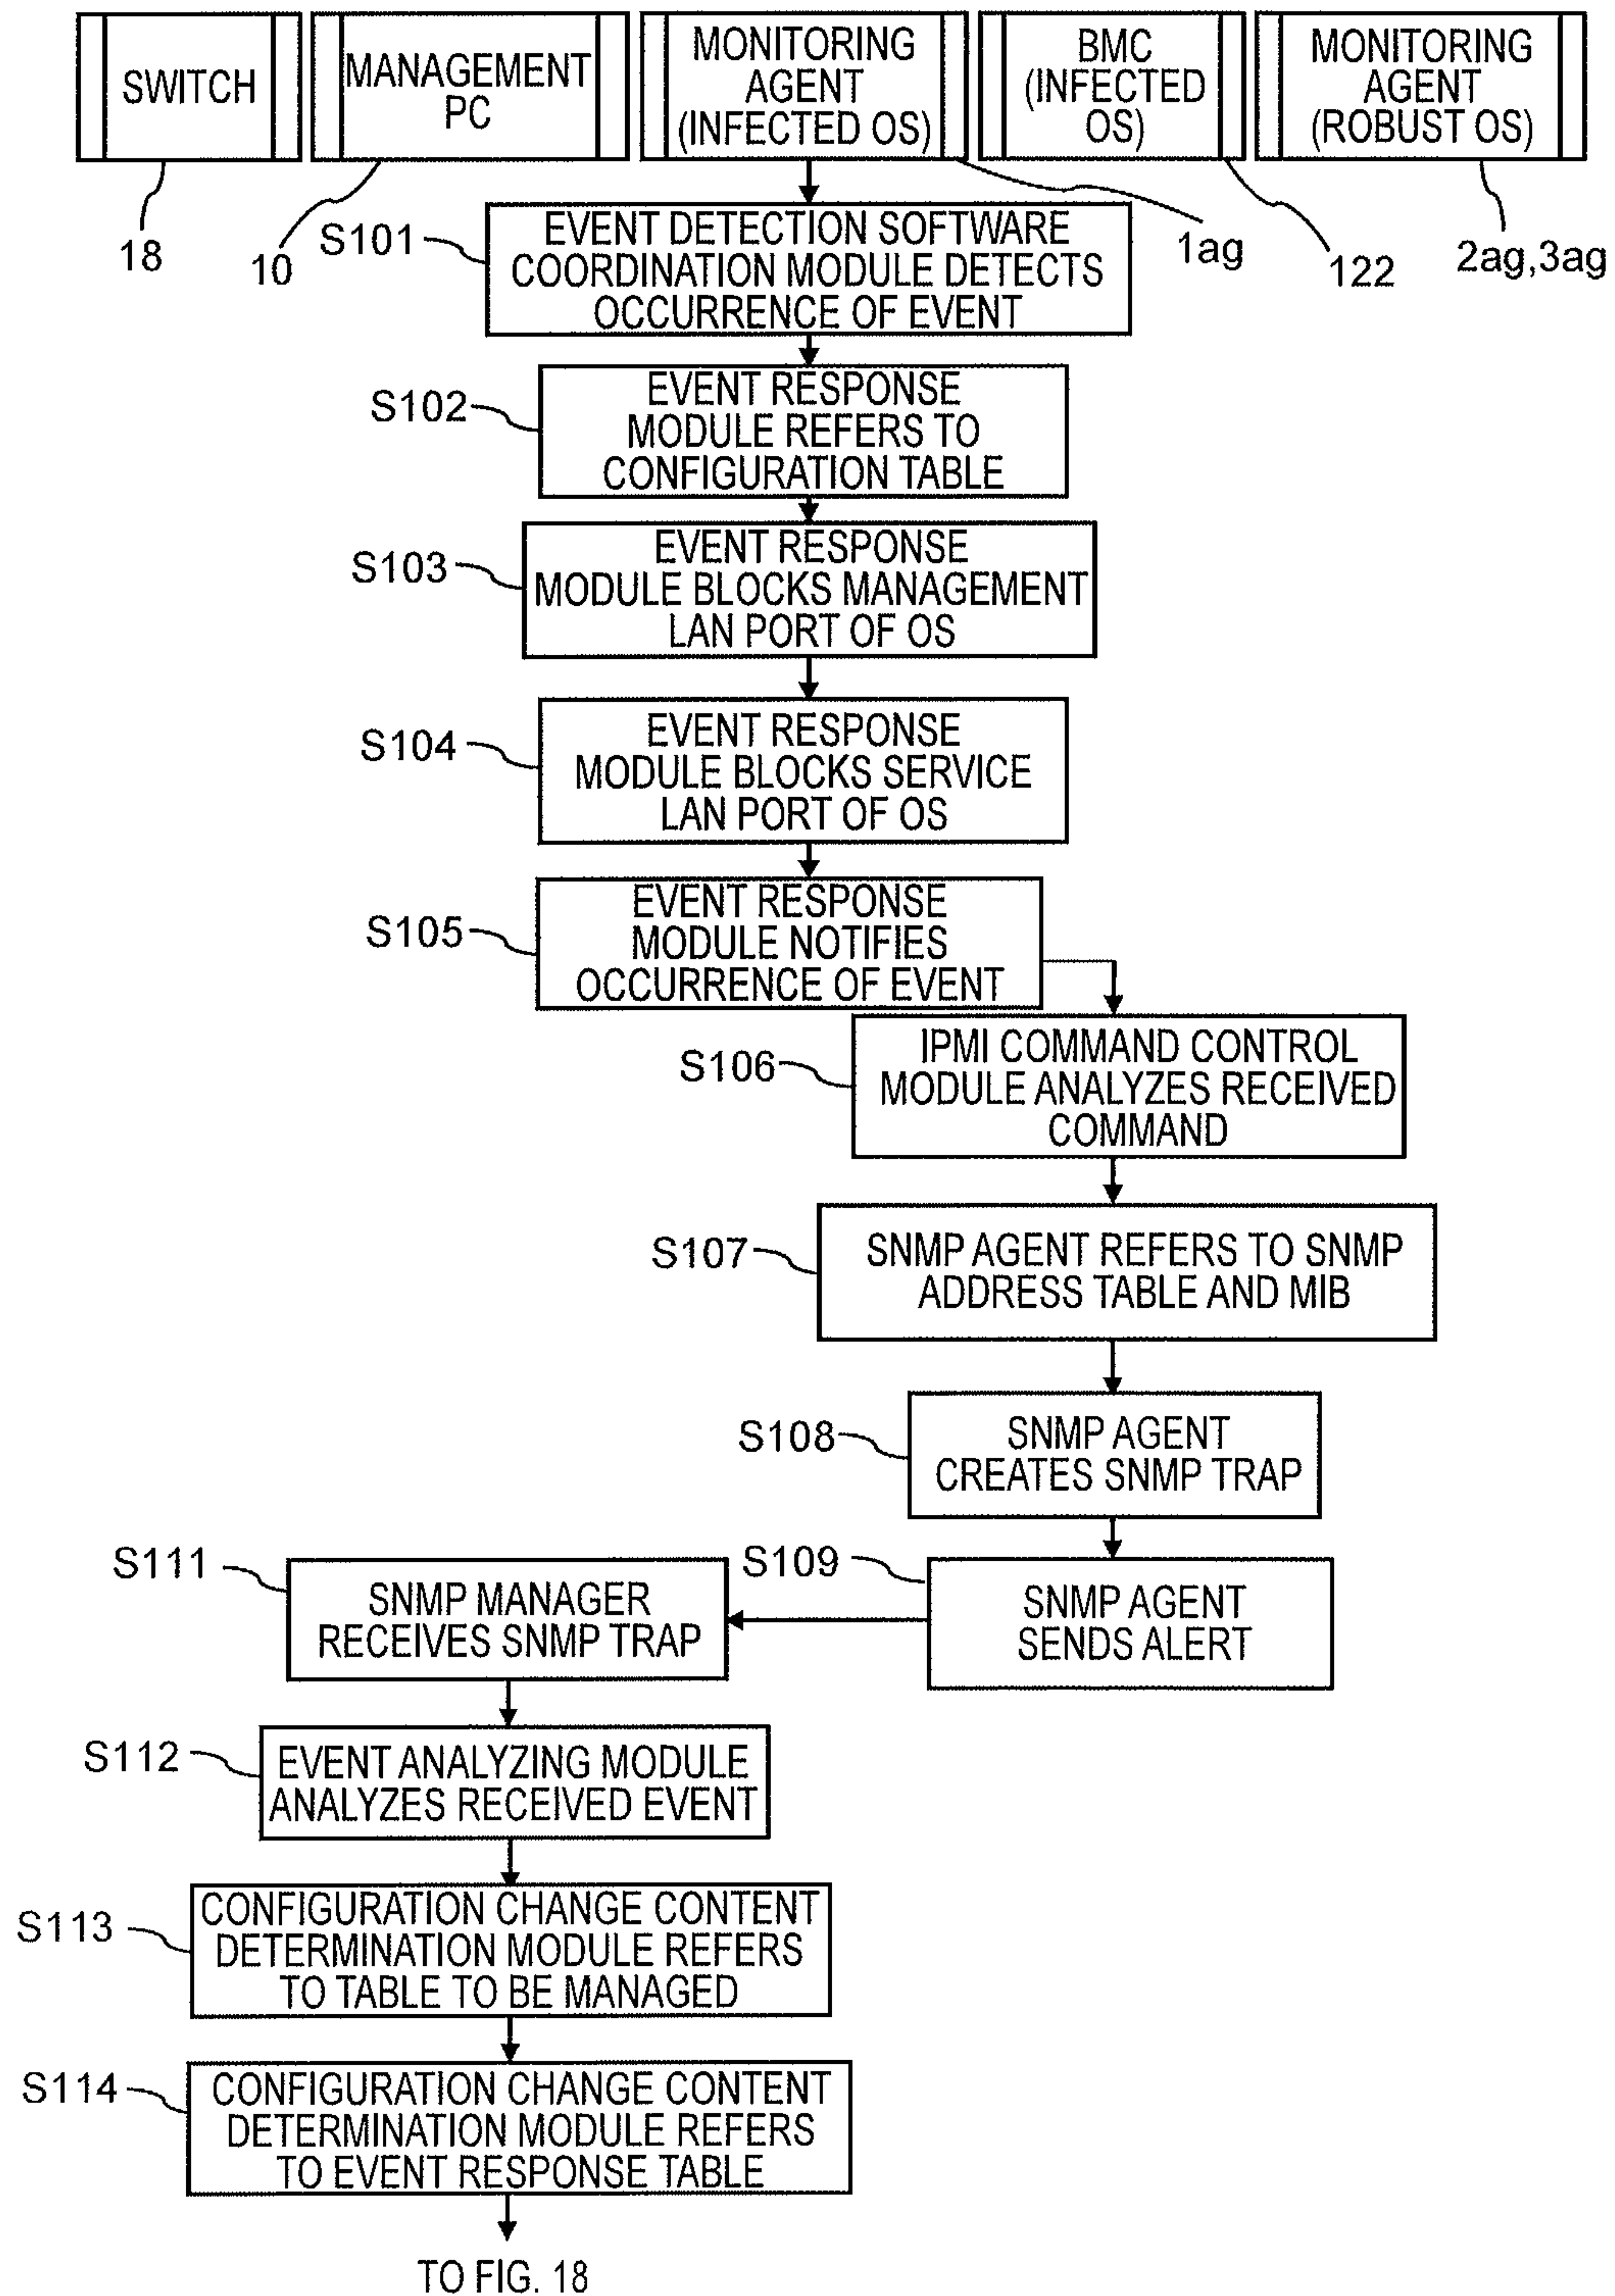 SWITCH
MANAGEMENT
PC
MONITORING
AGENT
(INFECTED OS)
BMC
(INFECTED
OS)
MONITORING
AGENT
(ROBUST OS)
18
10
1ag
122
2ag,3ag
S101
EVENT DETECTION SOFTWARE
COORDINATION MODULE DETECTS
OCCURRENCE OF EVENT
S102
EVENT RESPONSE
MODULE REFERS TO
CONFIGURATION TABLE
S103
EVENT RESPONSE
MODULE BLOCKS MANAGEMENT
LAN PORT OF OS
S104
EVENT RESPONSE
MODULE BLOCKS SERVICE
LAN PORT OF OS
S105
EVENT RESPONSE
MODULE NOTIFIES
OCCURRENCE OF EVENT
S106
IPMI COMMAND CONTROL
MODULE ANALYZES RECEIVED
COMMAND
S107
SNMP AGENT REFERS TO SNMP
ADDRESS TABLE AND MIB
S108
SNMP AGENT
CREATES SNMP TRAP
S109
SNMP AGENT
SENDS ALERT
S111
SNMP MANAGER
RECEIVES SNMP TRAP
S112
EVENT ANALYZING MODULE
ANALYZES RECEIVED EVENT
S113
CONFIGURATION CHANGE CONTENT
DETERMINATION MODULE REFERS
TO TABLE TO BE MANAGED
S114
CONFIGURATION CHANGE CONTENT
DETERMINATION MODULE REFERS
TO EVENT RESPONSE TABLE
TO FIG. 18